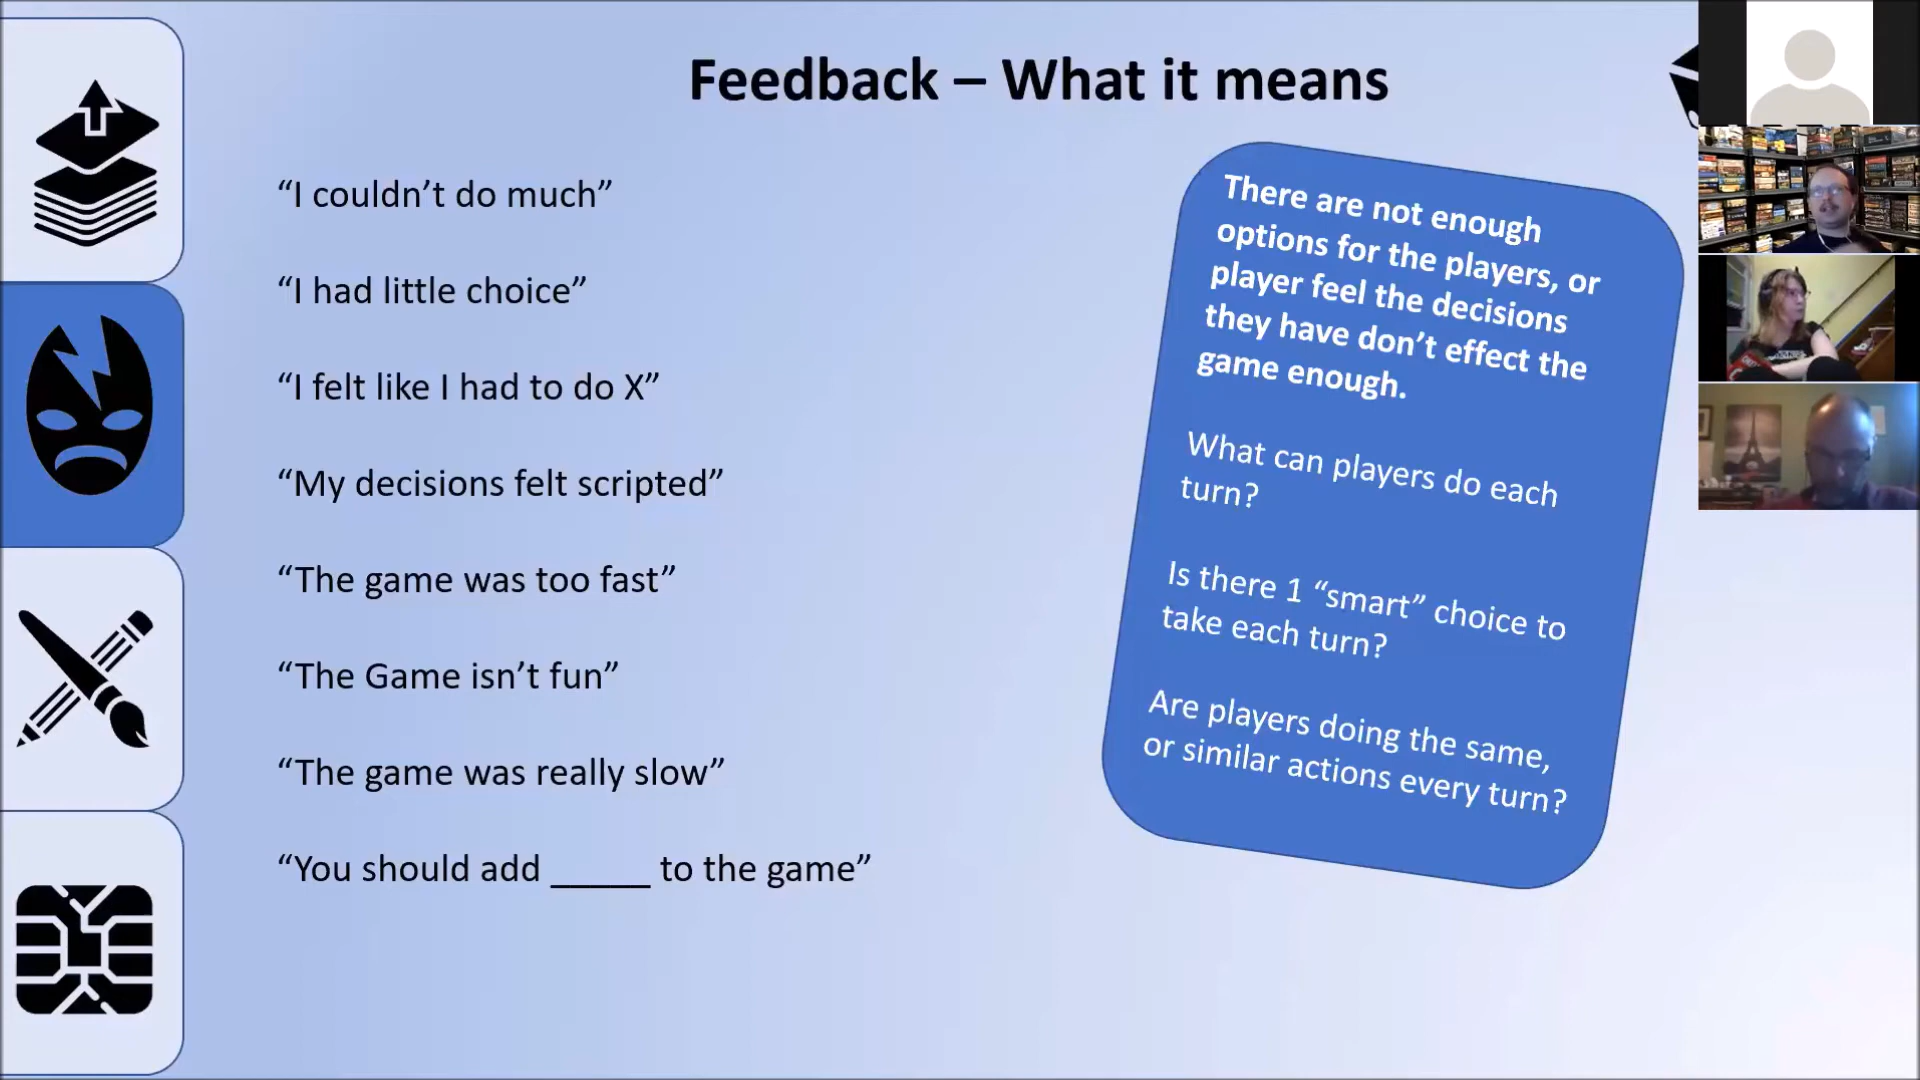 Feedback – What it means
“I couldn’t do much”
“I had little choice”
“I felt like I had to do X”
“My decisions felt scripted”
“The game was too fast”
“The Game isn’t fun”
“The game was really slow”
“You should add _____ to the game”
There are not enough
options for the players, or
player feel the decisions
they have don’t effect the
game enough.
What can players do each
turn?
Is there 1 “smart” choice to
take each turn?
Are players doing the same,
or similar actions every turn?